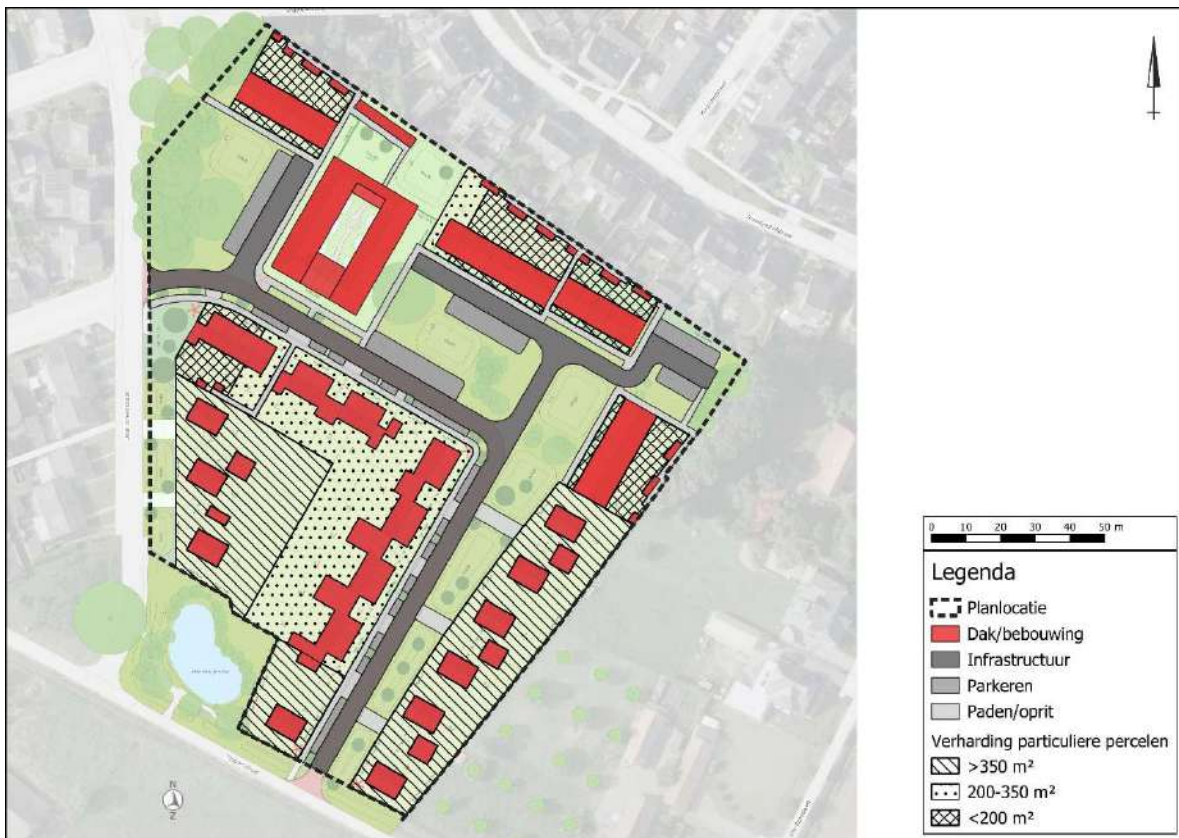 0 10 20 30 40 50 m
Legenda
Planlocatie
Dak/bebouwing
Infrastructuur
Parkeren
Paden/oprit
Verharding particuliere percelen
>350 m²
200-350 m²
<200 m²
N
Z